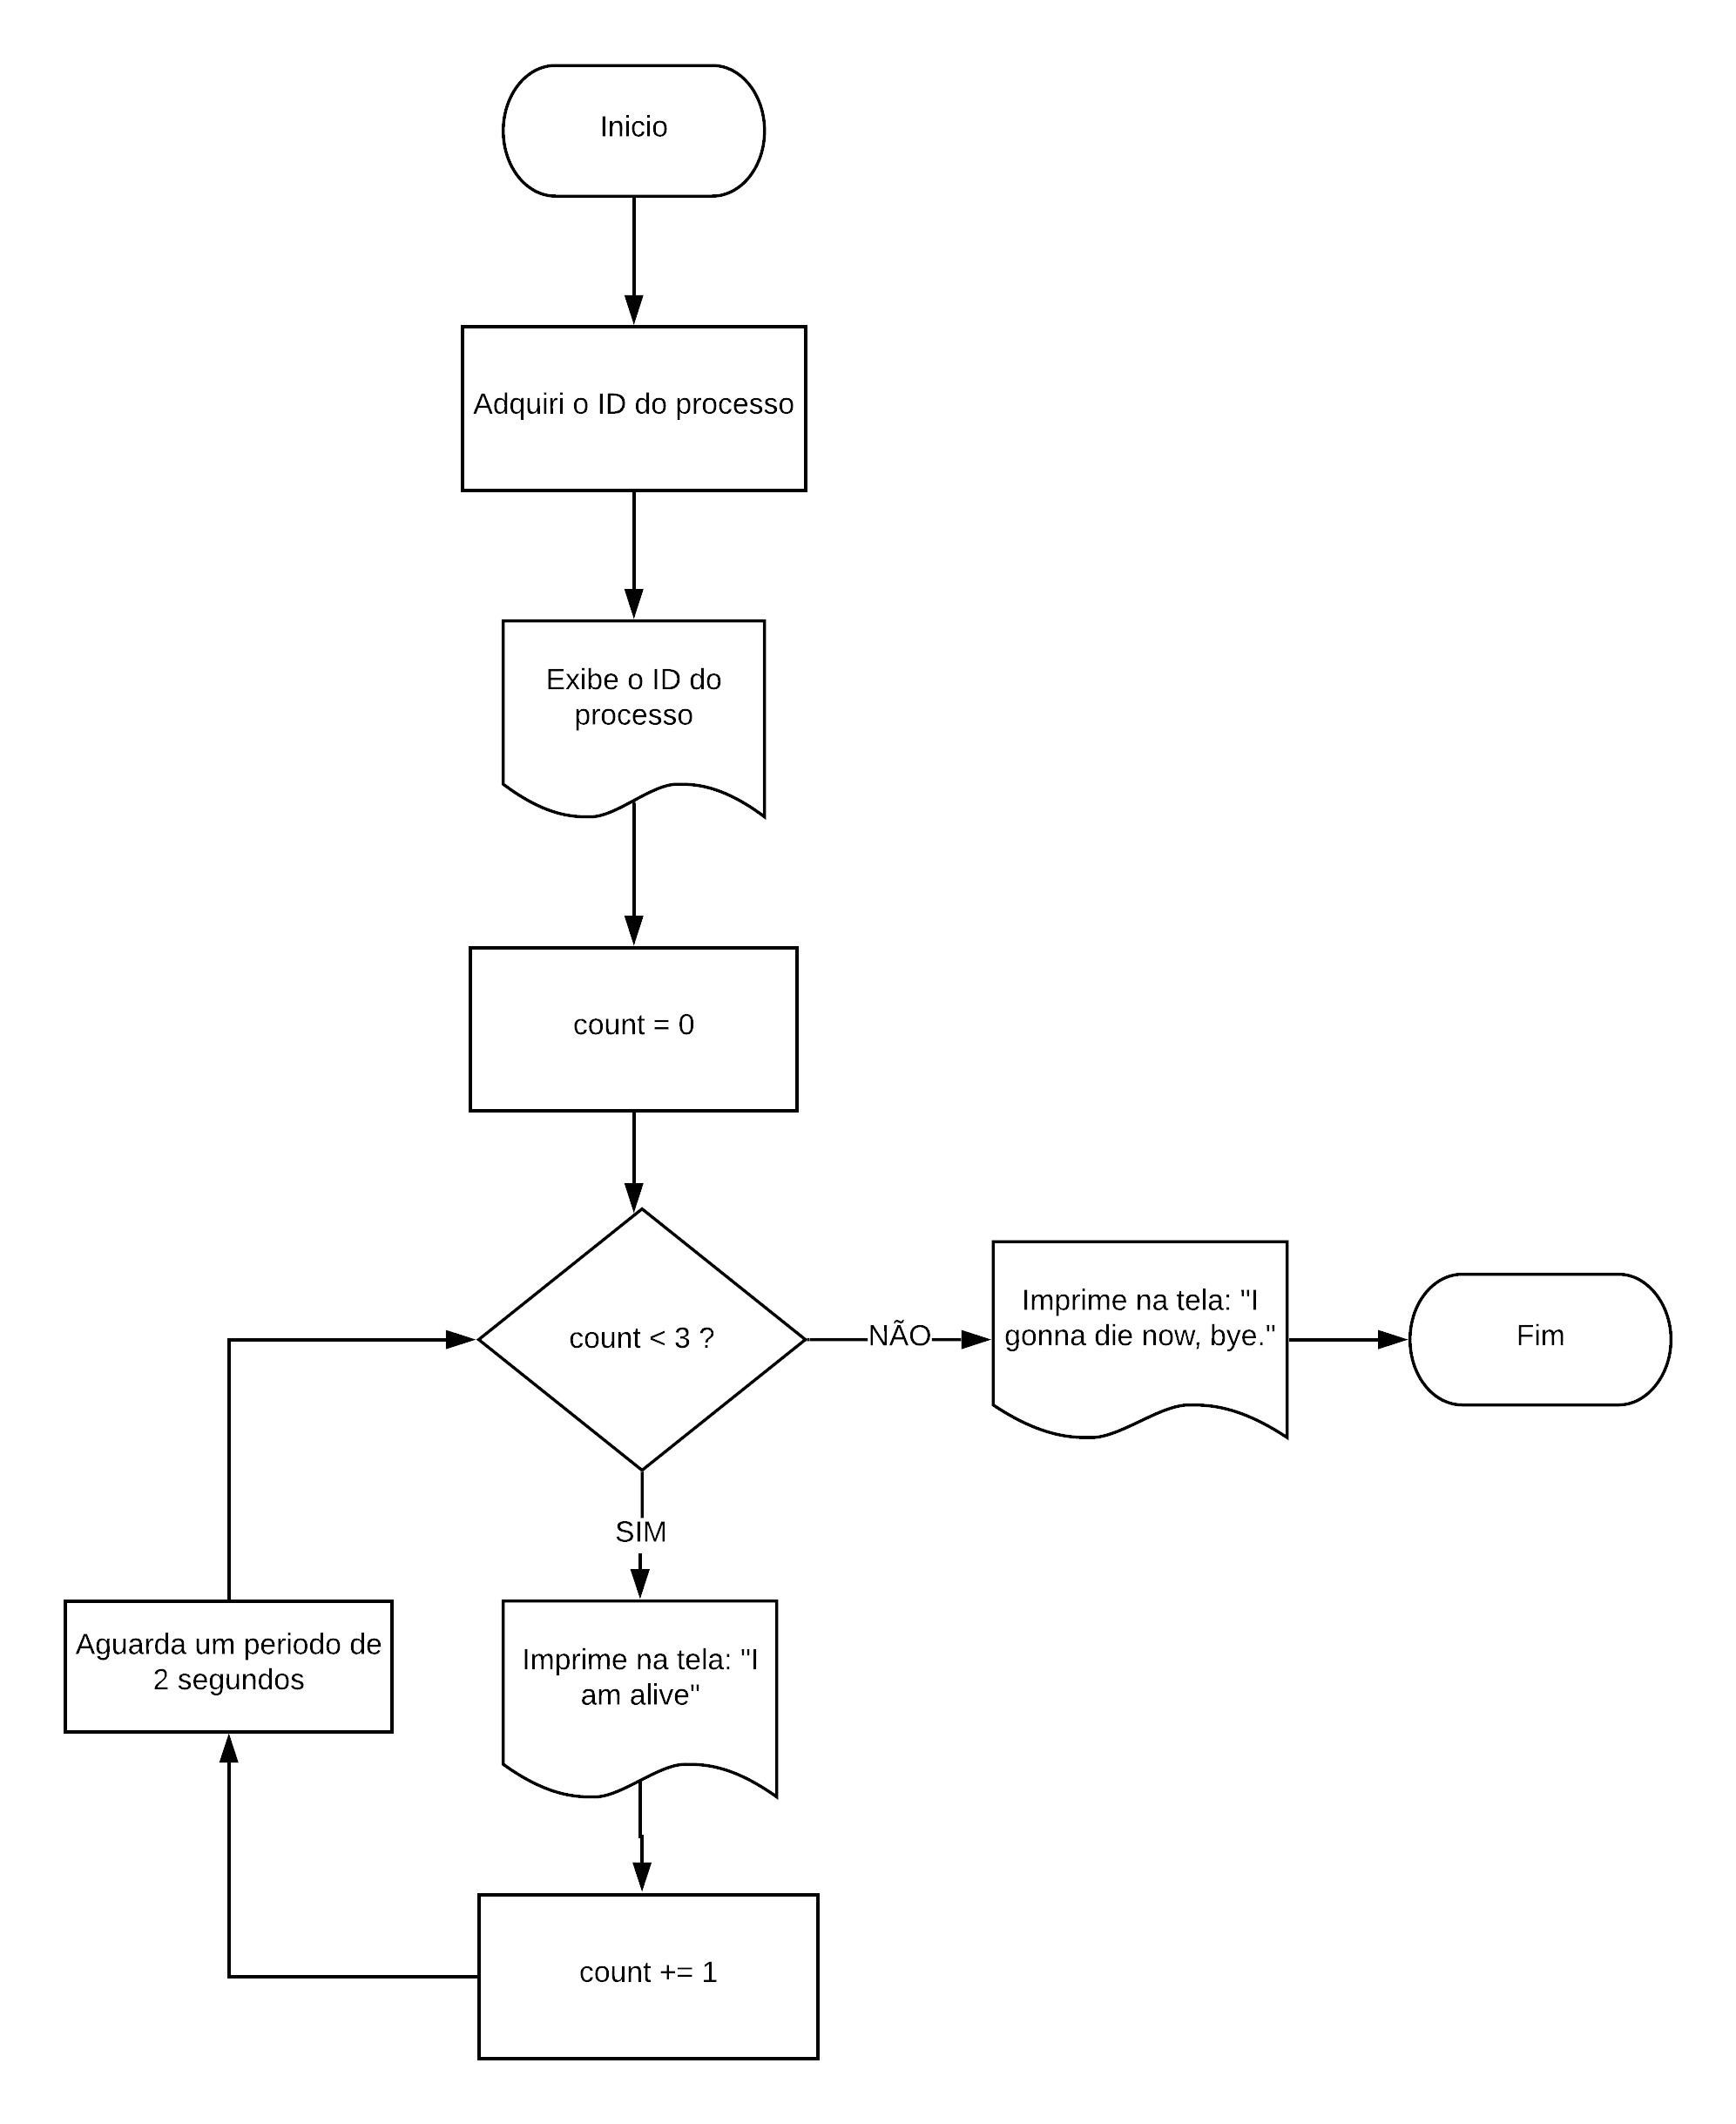 Inicio
Adquiri o ID do processo
Exibe o ID do
processo
count = 0
count < 3 ?
NÃO
Imprime na tela: "I
gonna die now, bye."
Fim
SIM
Imprime na tela: "I
am alive"
count += 1
Aguarda um periodo de
2 segundos